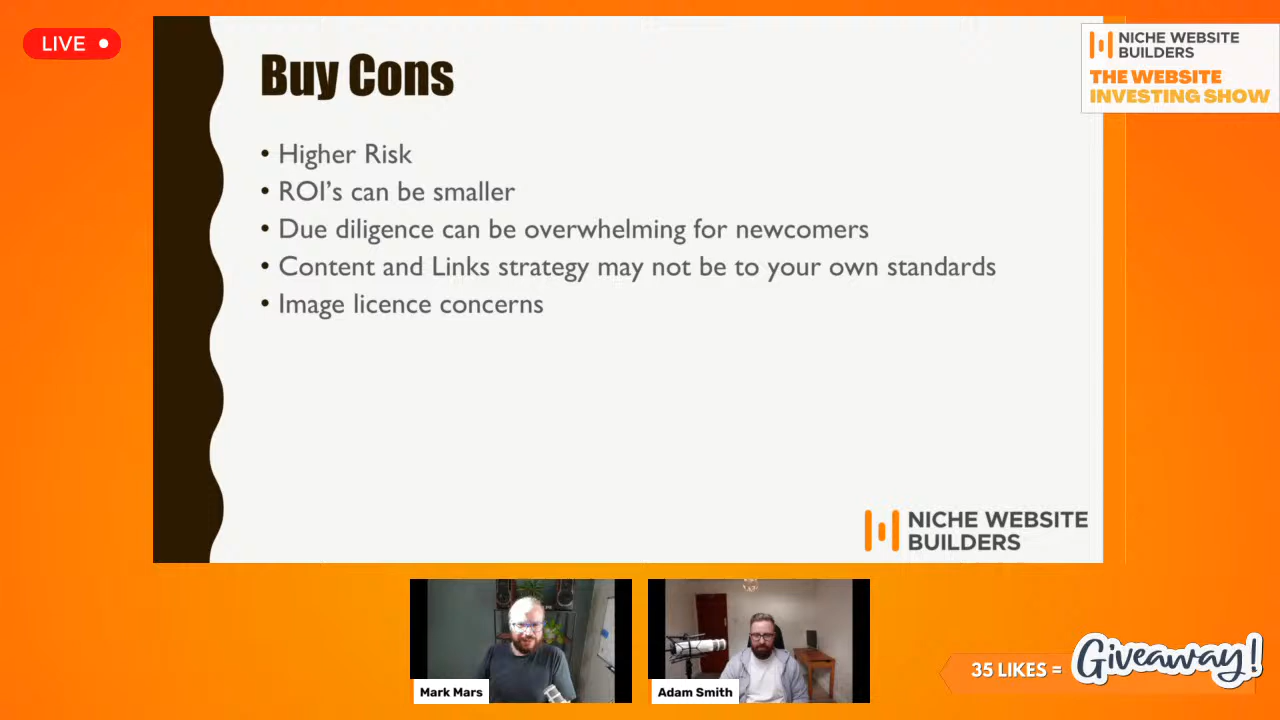 LIVE
NICHE WEBSITE
BUILDERS
THE WEBSITE
INVESTING SHOW
Buy Cons
• Higher Risk
• ROI’s can be smaller
• Due diligence can be overwhelming for newcomers
• Content and Links strategy may not be to your own standards
• Image licence concerns
NICHE WEBSITE
BUILDERS
Mark Mars
Adam Smith
35 LIKES =
Giveaway!